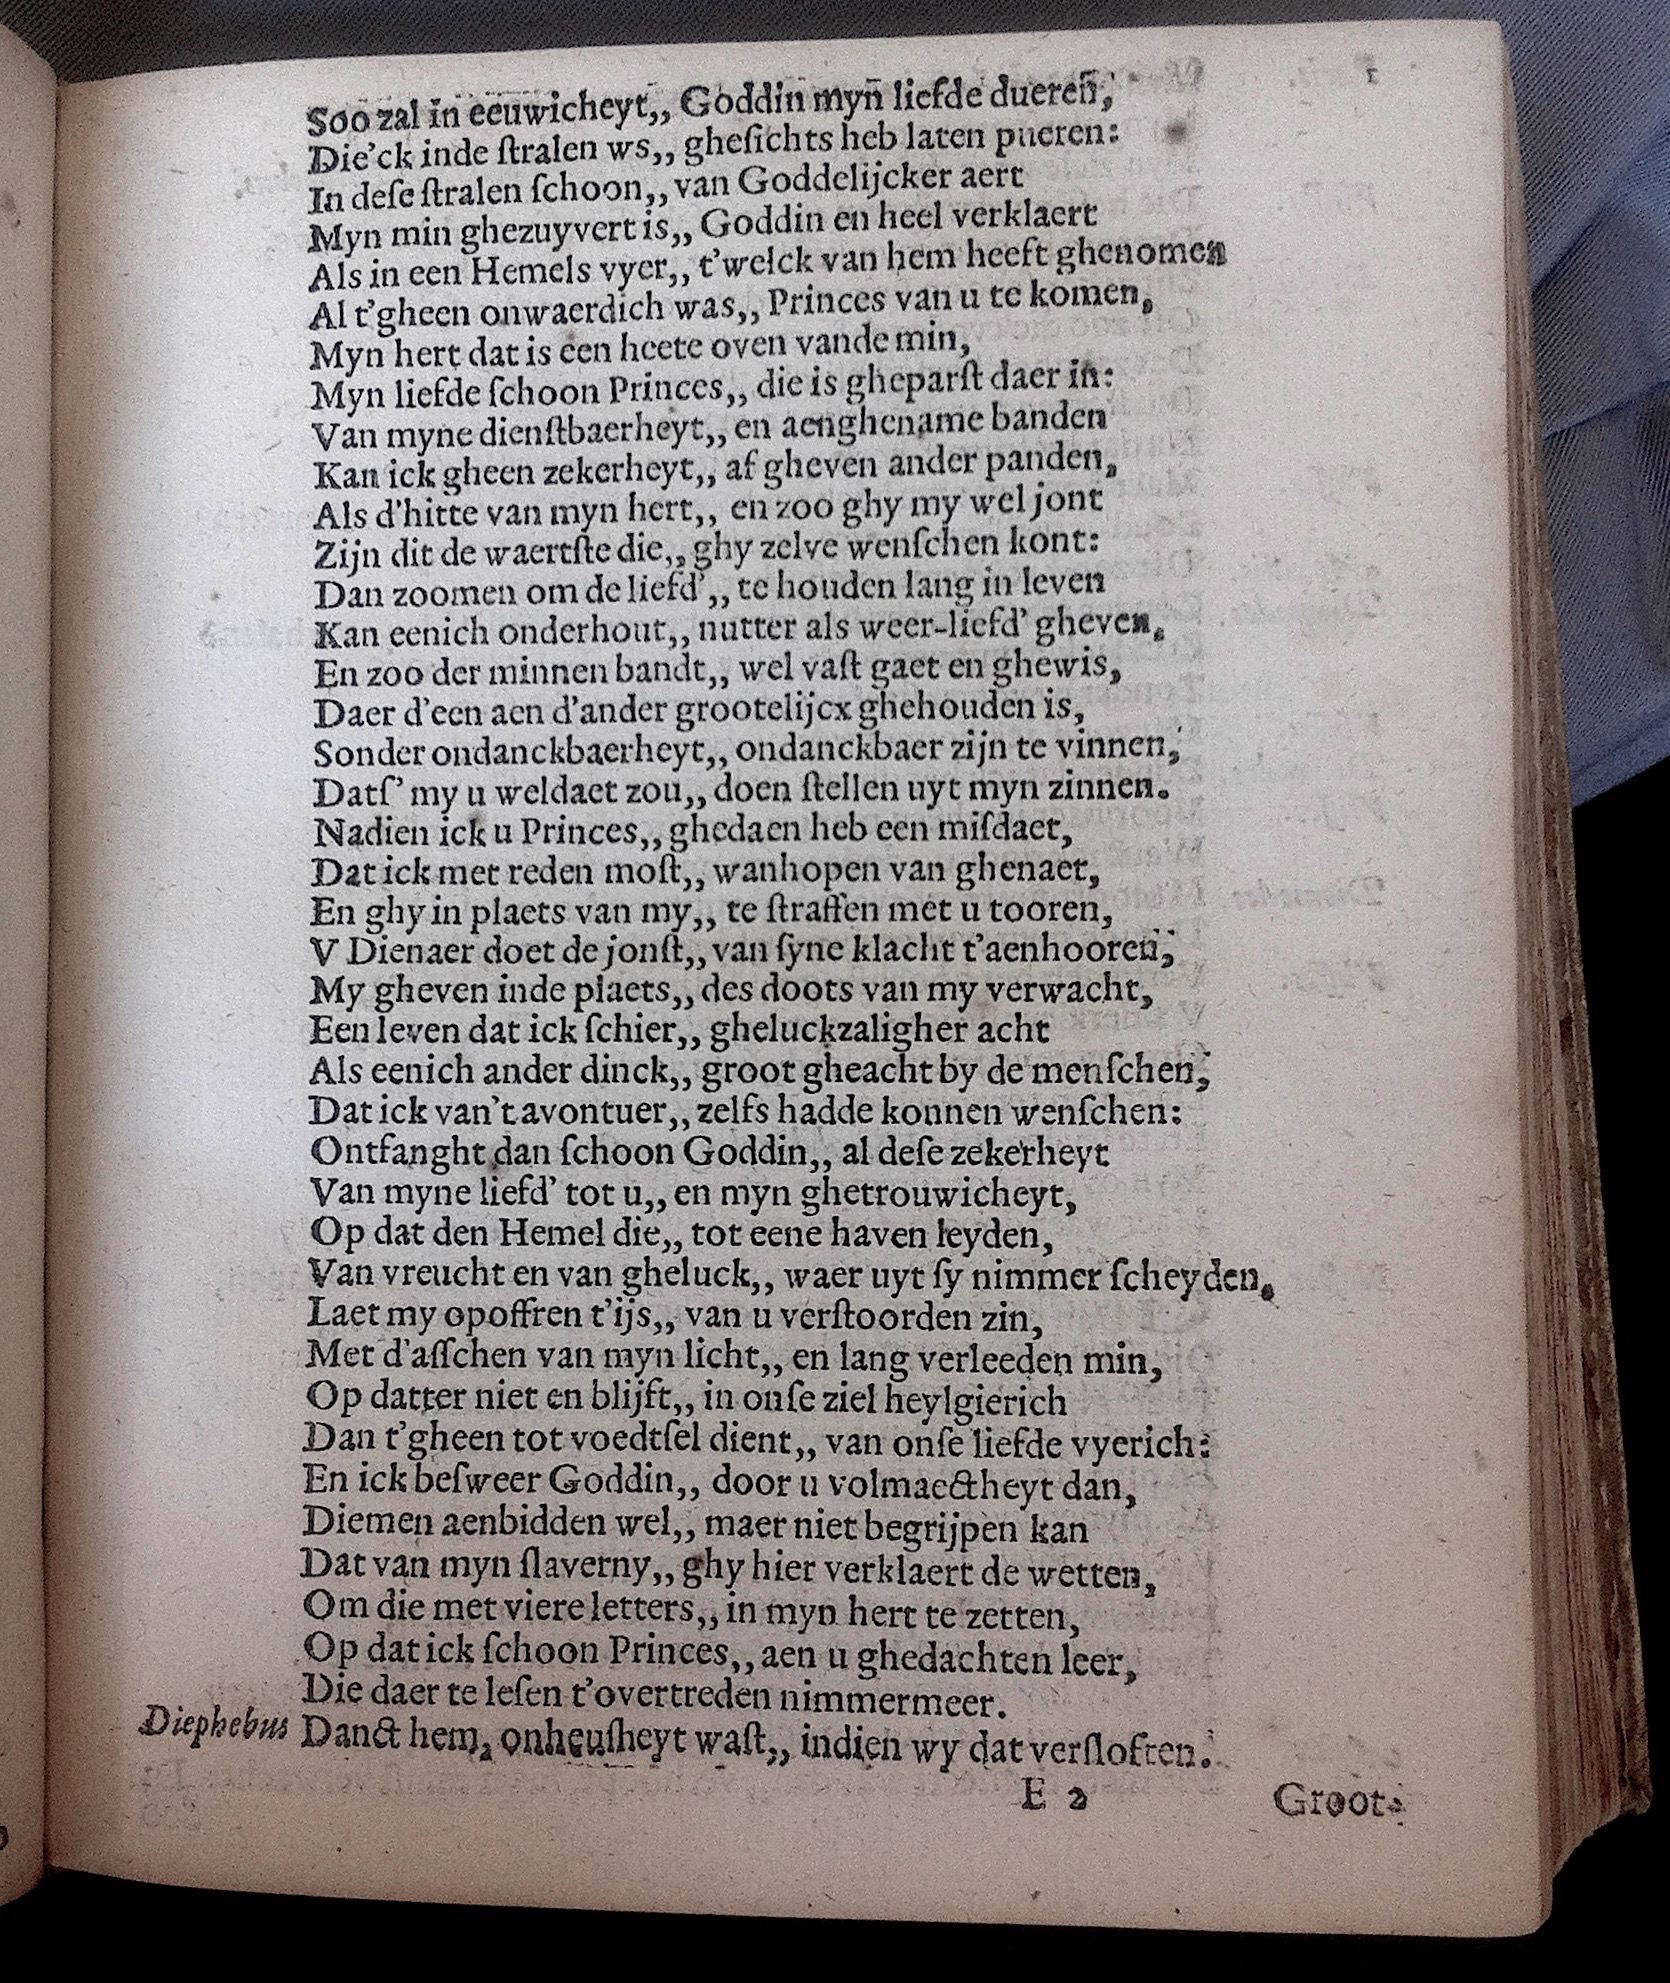 Soo zal in eeuwicheyt,, Goddin myn̄ liefde dueren̄,
Die'ck inde ſtralen ws,, gheſichts heb laten pueren:
In deſe ſtralen ſchoon,, van Goddelijcker aert
Myn min ghezuyvert is,, Goddin en heel verklaert
Als in een Hemels vyer,, t'welck van hem heeft ghenomen
Al t'gheen onwaerdich was,, Princes van u te komen,
Myn hert dat is een heete oven vande min,
Myn liefde ſchoon Princes,, die is gheparſt daer in:
Van myne dienſtbaerheyt,, en aenghename banden
Kan ick gheen zekerheyt,, af gheven ander panden,
Als d'hitte van myn hert,, en zoo ghy my wel jont
Zijn dit de waertſte die,, ghy zelve wenſchen kont:
Dan zoomen om de liefd',, te houden lang in leven
Kan eenich onderhout,, nutter als weer-liefd' gheven,
En zoo der minnen bandt,, wel vaſt gaet en ghewis,
Daer d'een aen d'ander grootelijcx ghehouden is,
Sonder ondanckbaerheyt,, ondanckbaer zijn te vinnen,
Datſ' my u weldaet zou,, doen ſtellen uyt myn zinnen.
Nadien ick u Princes,, ghedaen heb een miſdaet,
Dat ick met reden moſt,, wanhopen van ghenaet,
En ghy in plaets van my,, te ſtraffen met u tooren,
V Dienaer doet de jonſt,, van ſyne klacht t'aenhooren,
My gheven inde plaets,, des doots van my verwacht,
Een leven dat ick ſchier,, gheluckzaligher acht
Als eenich ander dinck,, groot gheacht by de menſchen,
Dat ick van't avontuer,, zelfs hadde konnen wenſchen:
Ontfanght dan ſchoon Goddin,, al deſe zekerheyt
Van myne liefd' tot u,, en myn ghetrouwicheyt,
Op dat den Hemel die,, tot eene haven leyden,
Van vreucht en van gheluck,, waer uyt ſy nimmer ſcheyden.
Laet my opoffren t'ijs,, van u verſtoorden zin,
Met d'aſſchen van myn licht,, en lang verleeden min,
Op datter niet en blijft,, in onſe ziel heylgierich
Dan t'gheen tot voedtſel dient,, van onſe liefde vyerich:
En ick beſweer Goddin,, door u volmaectheyt dan,
Diemen aenbidden wel,, maer niet begrijpen kan
Dat van myn ſlaverny,, ghy hier verklaert de wetten,
Om die met viere letters,, in myn hert te zetten,
Op dat ick ſchoon Princes,, aen u ghedachten leer,
Die daer te leſen t'overtreden nimmermeer.
Diephebus Danct hem, onheuſheyt waſt,, indien wy dat verſloften.
E 2 Groot-